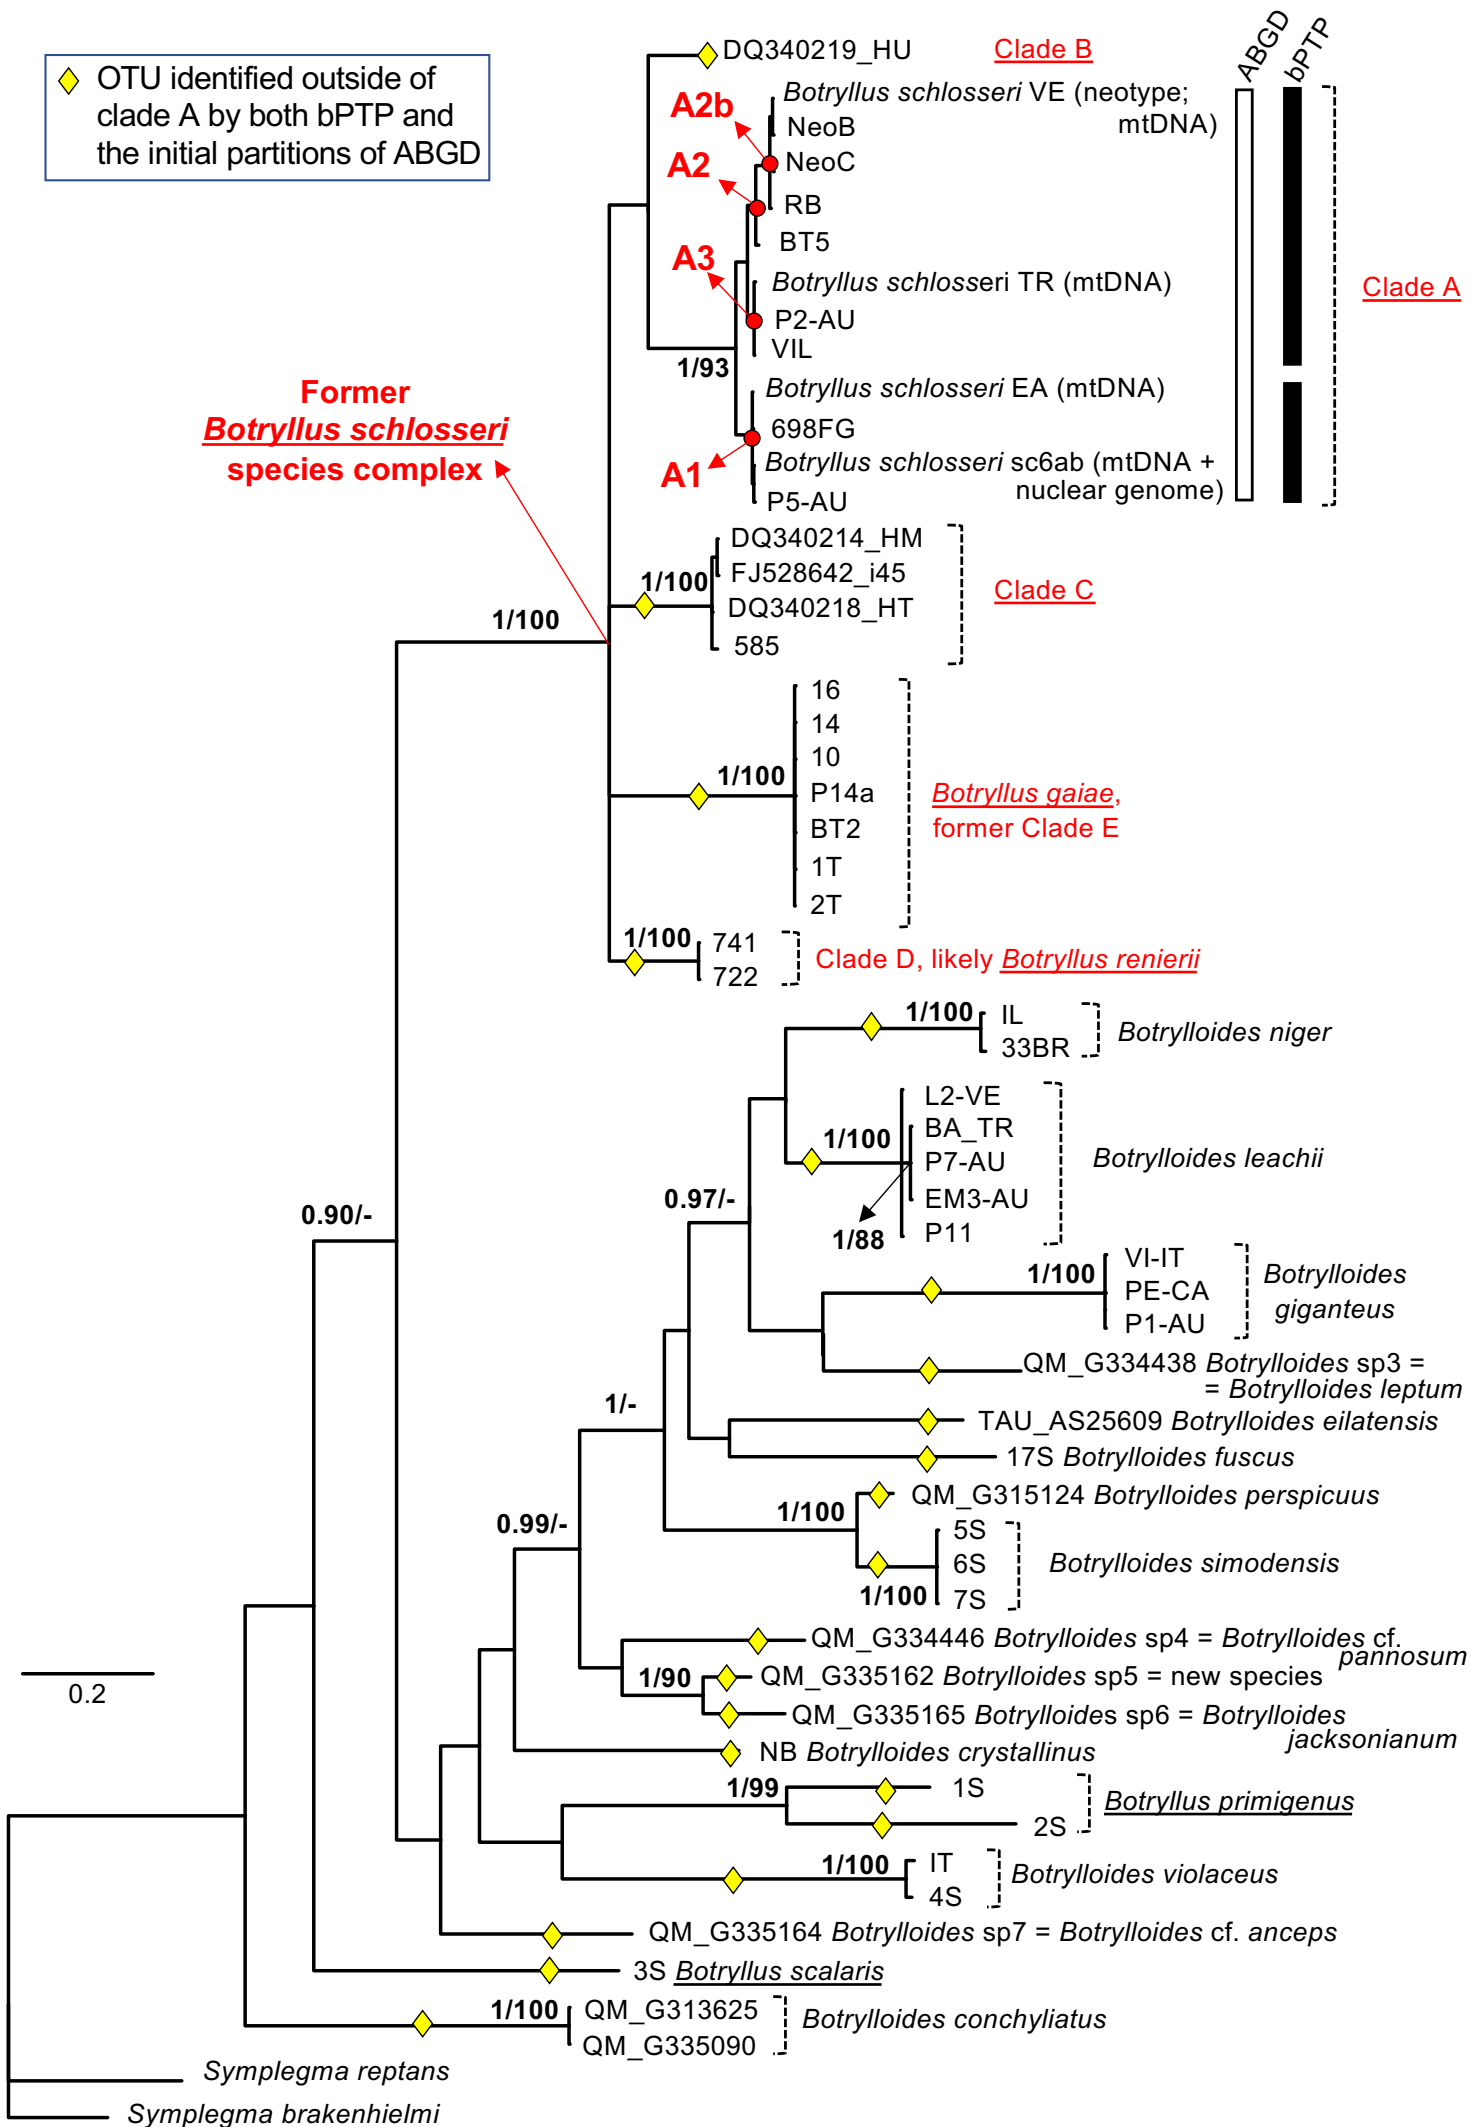 OTU identified outside of
clade A by both bPTP and
the initial partitions of ABGD
ABGD
bPTP
DQ340219_HU
Clade B
Botryllus schlosseri VE (neotype;
mtDNA)
A2b
NeoB
NeoC
A2
RB
BT5
A3
Botryllus schlosseri TR (mtDNA)
Clade A
P2-AU
VIL
1/93
Botryllus schlosseri EA (mtDNA)
698FG
A1
Botryllus schlosseri sc6ab (mtDNA +
nuclear genome)
P5-AU
Former
Botryllus schlosseri
species complex
DQ340214_HM
FJ528642_i45
1/100
DQ340218_HT
Clade C
585
1/100
16
14
10
1/100
P14a
BT2
1T
2T
Botryllus gaiae,
former Clade E
1/100
741
722
Clade D, likely Botryllus renierii
1/100
IL
33BR
Botrylloides niger
L2-VE
BA_TR
1/100
P7-AU
EM3-AU
P11
1/88
Botrylloides leachii
0.97/-
0.90/-
1/100
VI-IT
PE-CA
P1-AU
Botrylloides
giganteus
QM_G334438 Botrylloides sp3 =
= Botrylloides leptum
1/-
TAU_AS25609 Botrylloides eilatensis
17S Botrylloides fuscus
QM_G315124 Botrylloides perspicuus
1/100
0.99/-
5S
6S
7S
1/100
Botrylloides simodensis
QM_G334446 Botrylloides sp4 = Botrylloides cf.
pannosum
1/90
QM_G335162 Botrylloides sp5 = new species
QM_G335165 Botrylloides sp6 = Botrylloides
jacksonianum
0.2
NB Botrylloides crystallinus
1/99
1S
2S
Botryllus primigenus
1/100
IT
4S
Botrylloides violaceus
QM_G335164 Botrylloides sp7 = Botrylloides cf. anceps
3S Botryllus scalaris
1/100
QM_G313625
QM_G335090
Botrylloides conchyliatus
Symplegma reptans
Symplegma brakenhielmi